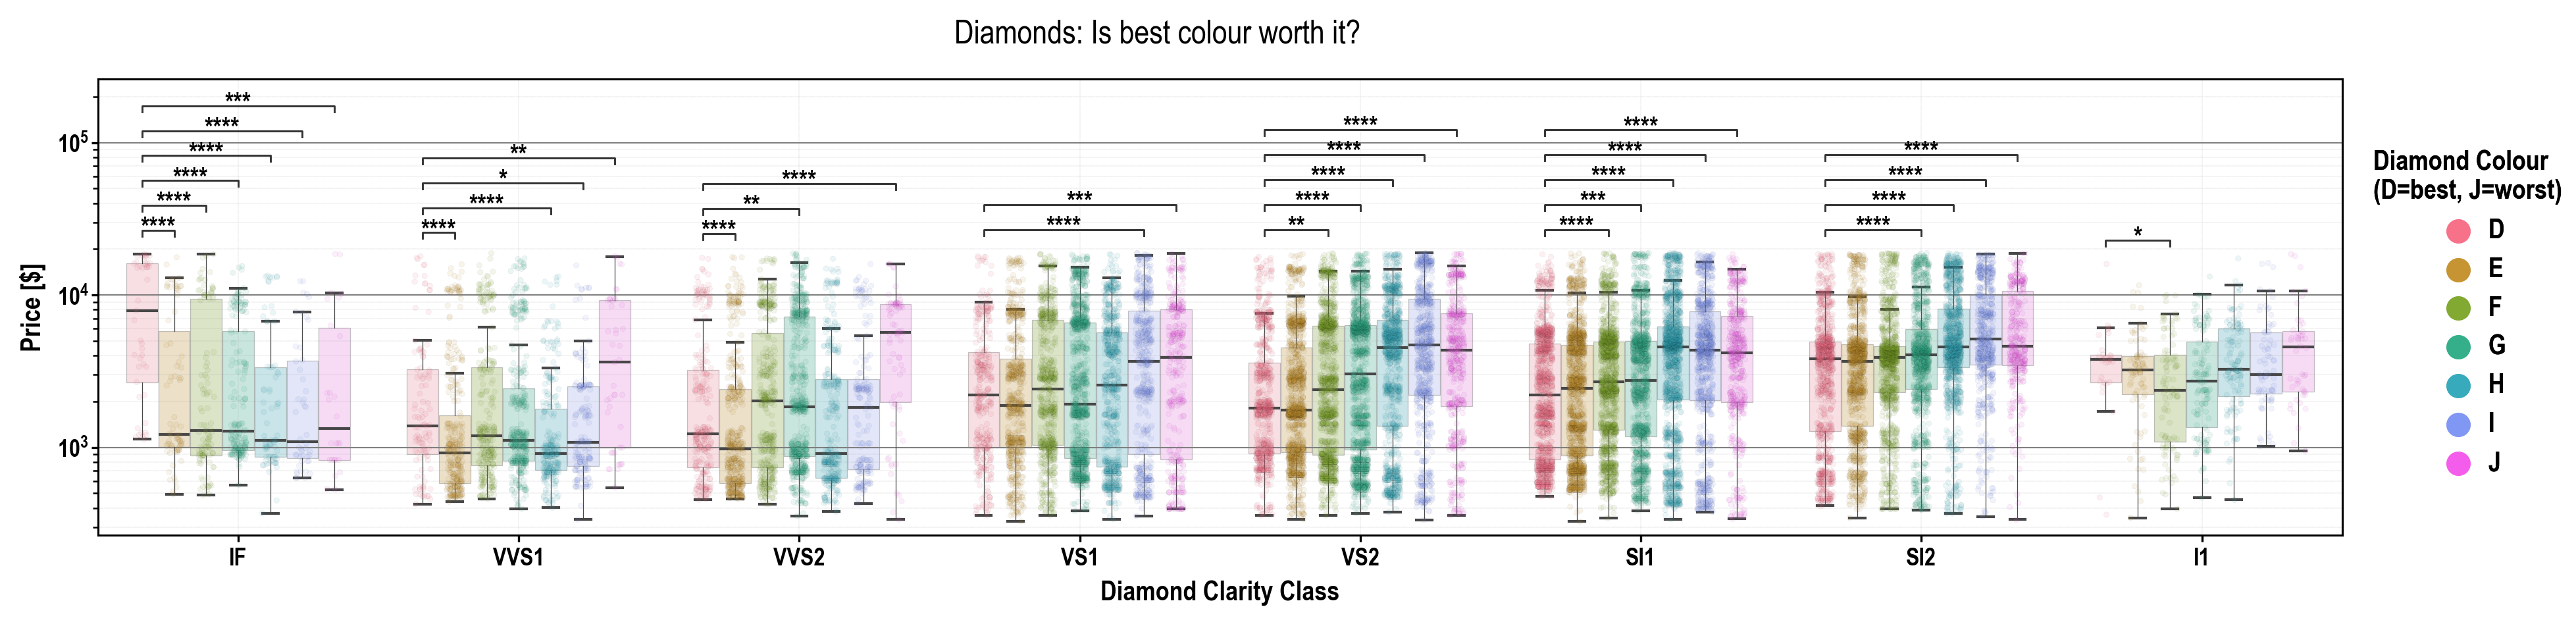 Diamonds: Is best colour worth it?
*** 
****
****
****
****
****
**
*
****
****
****
**
****
***
****
****
****
****
****
**
****
****
****
***
****
****
****
****
****
*
10^5
10^4
10^3
Price [$]
IF VVS1 VVS2 VS1 VS2 SI1 SI2 I1
Diamond Clarity Class
Diamond Colour
(D=best, J=worst)
D
E
F
G
H
I
J